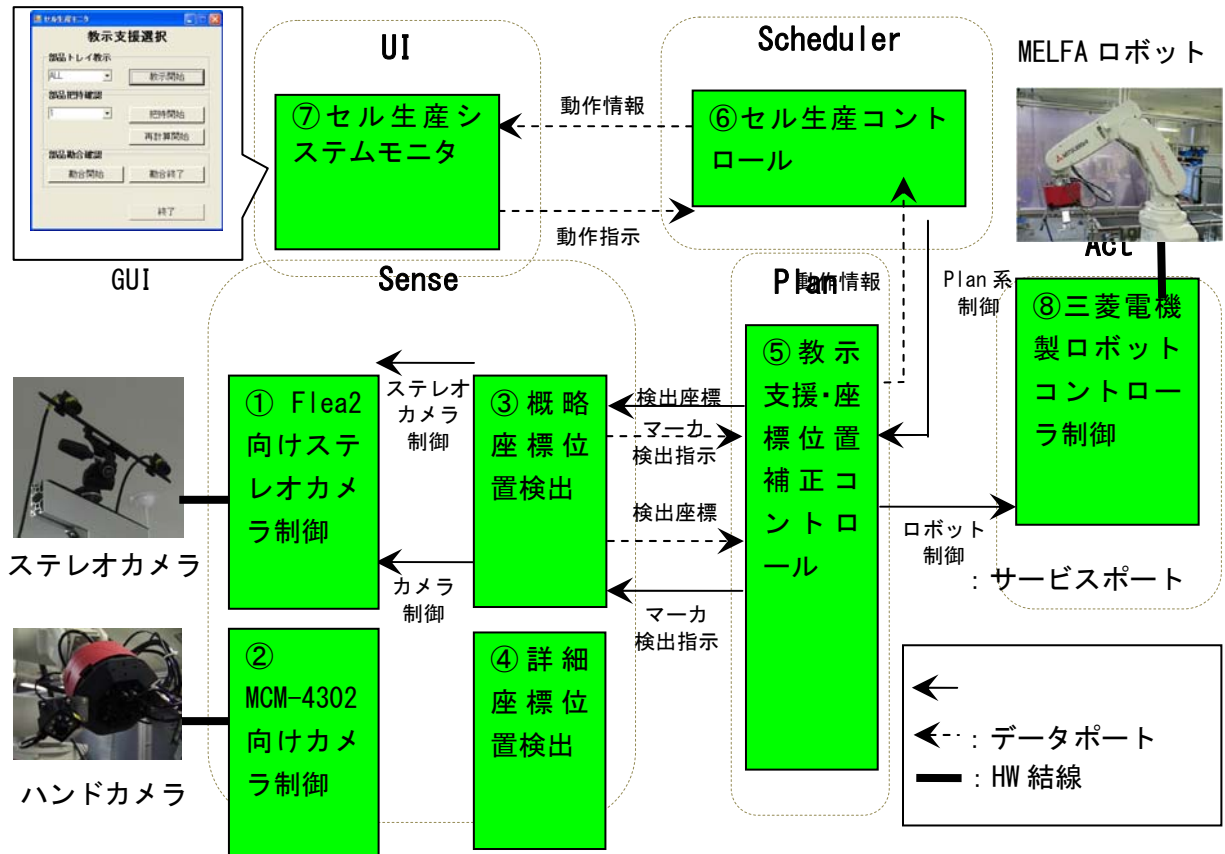 セル生産モニタ
教示支援選択
部品トレイ教示
ALL
教示開始
部品把持確認
1
把持開始
再計算開始
部品勘合確認
勘合開始
勘合終了
終了
GUI
UI
⑦セル生産シ
ステムモニタ
動作情報
動作指示
Scheduler
⑥セル生産コント
ロール
MELFA ロボット
MITSUBISHI
Act
⑧三菱電機
製ロボット
コントロー
ラ制御
Sense
Plan
動作情報
Plan 系
制御
① Flea2
向けステ
レオカメ
ラ制御
ステレオ
カメラ
制御
③概略
座標位
置検出
検出座標
マーカ
検出指示
⑤教示
支援・座
標位置
補正コ
ントロ
ール
検出座標
カメラ
制御
マーカ
検出指示
ロボット
制御
ステレオカメラ
②
MCM-4302
向けカメ
ラ制御
④詳細
座標位
置検出
ハンドカメラ
：サービスポート
：データポート
：HW 結線